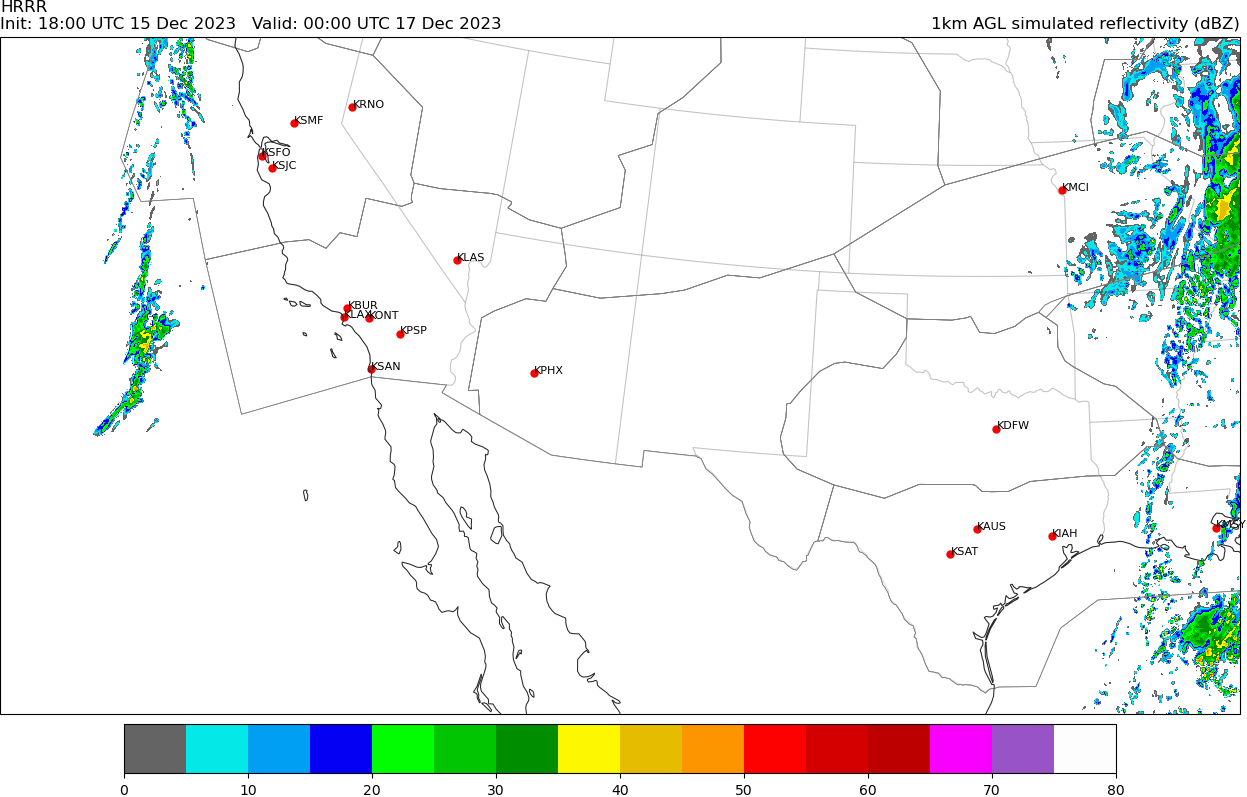 HRRR
Init: 18:00 UTC 15 Dec 2023   Valid: 00:00 UTC 17 Dec 2023
1km AGL simulated reflectivity (dBZ)
KRNO
KSMF
KSFO
KSJC
KMCI
KLAS
KBUR
KLAX
KONT
KPSP
KSAN
KPHX
KDFW
KMSY
KAUS
KIAH
KSAT
0 10 20 30 40 50 60 70 80